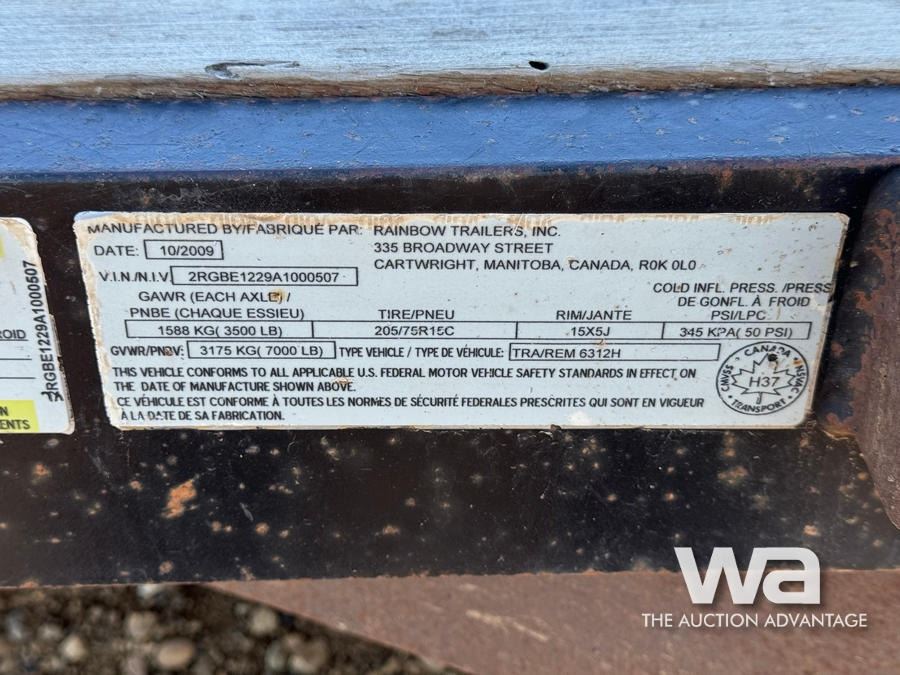 MANUFACTURED BY/FABRIQUÉ PAR: RAINBOW TRAILERS, INC.
DATE: 10/2009 335 BROADWAY STREET
CARTWRIGHT, MANITOBA, CANADA, R0K 0L0
V.I.N./N.I.V. 2RGBE1229A1000507
GAWR (EACH AXLE) / COLD INFL. PRESS. /PRESS
PNBE (CHAQUE ESSIEU) TIRE/PNEU RIM/JANTE DE GONFL. À FROID
PSI/LPC
1588 KG( 3500 LB) 205/75R15C 15X5J 345 KPA( 50 PSI)
GVWR/PNBV: 3175 KG( 7000 LB) TYPE VEHICLE / TYPE DE VÉHICULE: TRA/REM 6312H
THIS VEHICLE CONFORMS TO ALL APPLICABLE U.S. FEDERAL MOTOR VEHICLE SAFETY STANDARDS IN EFFECT ON
THE DATE OF MANUFACTURE SHOWN ABOVE.
CE VÉHICULE EST CONFORME À TOUTES LES NORMES DE SÉCURITÉ FÉDERALES PRESCRITES QUI SONT EN VIGUEUR
À LA DATE DE SA FABRICATION.
CANADA
CMVSS NSVAC
H37
TRANSPORT
2RGBE1229A1000507
ROID
N
ENTS
wa
THE AUCTION ADVANTAGE